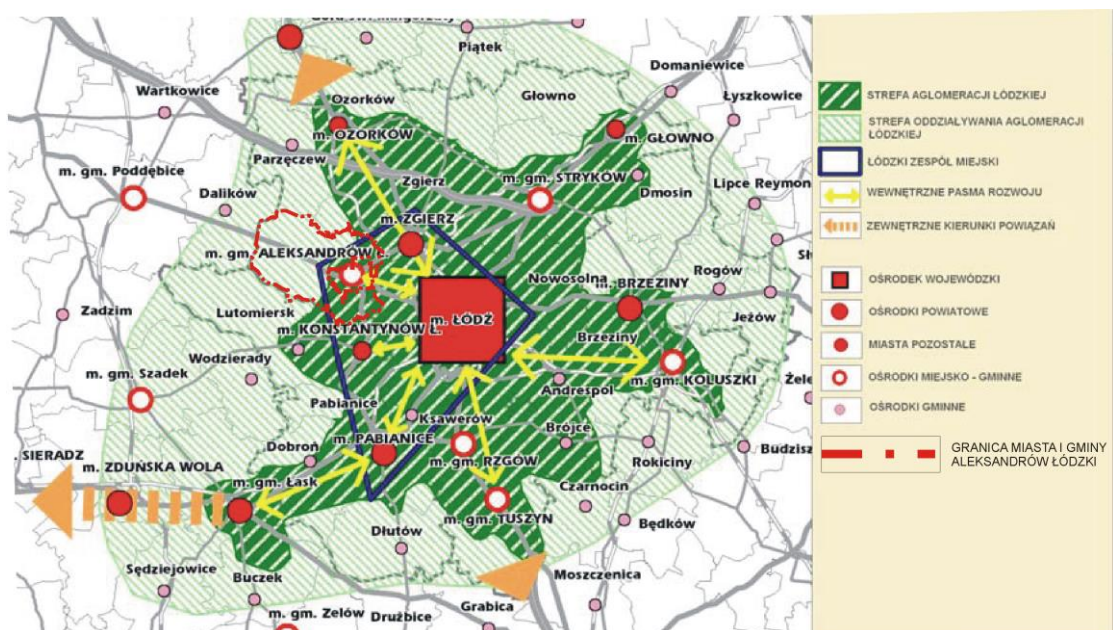 Piątek
Domaniewice
Wartkowice
Ozorków
Głowno
Łyszkowice
m. OZORKÓW
m. GŁOWNO
Parzęczew
m. gm. Poddębice
Zgierz
m. gm. STRYKÓW
Dalików
Dmosin
Lipce Reymon
m. ZGIERZ
m. gm. ALEKSANDRÓW Ł.
Nowosolna
Rogów
m. BRZEZINY
Zadzim
Lutomiersk
m. ŁÓDŹ
Jeżów
m. KONSTANTYNÓW Ł.
Brzeziny
Wodzierady
m. gm. Szadek
m. gm. KOLUSZKI
Andrespol
Pabianice
Ksawerów
Dobroń
m. PABIANICE
Brójce
Budzisz
SIERADZ
m. ZDUŃSKA WOLA
m. gm. RZGÓW
Rokiciny
m. gm. Łask
Czarnocin
m. gm. TUSZYN
Będków
Dłutów
Sędziejowice
Buczek
Moszczenica
m. gm. Zelów
Drużbice
Grabica
STREFA AGLOMERACJI ŁÓDZKIEJ
STREFA ODDZIAŁYWANIA AGLOMERACJI
ŁÓDZKIEJ
ŁÓDZKI ZESPÓŁ MIEJSKI
WEWNĘTRZNE PASMA ROZWOJU
ZEWNĘTRZNE KIERUNKI POWIĄZAŃ
OŚRODEK WOJEWÓDZKI
OŚRODKI POWIATOWE
MIASTA POZOSTAŁE
OŚRODKI MIEJSKO - GMINNE
OŚRODKI GMINNE
GRANICA MIASTA I GMINY
ALEKSANDRÓW ŁÓDZKI